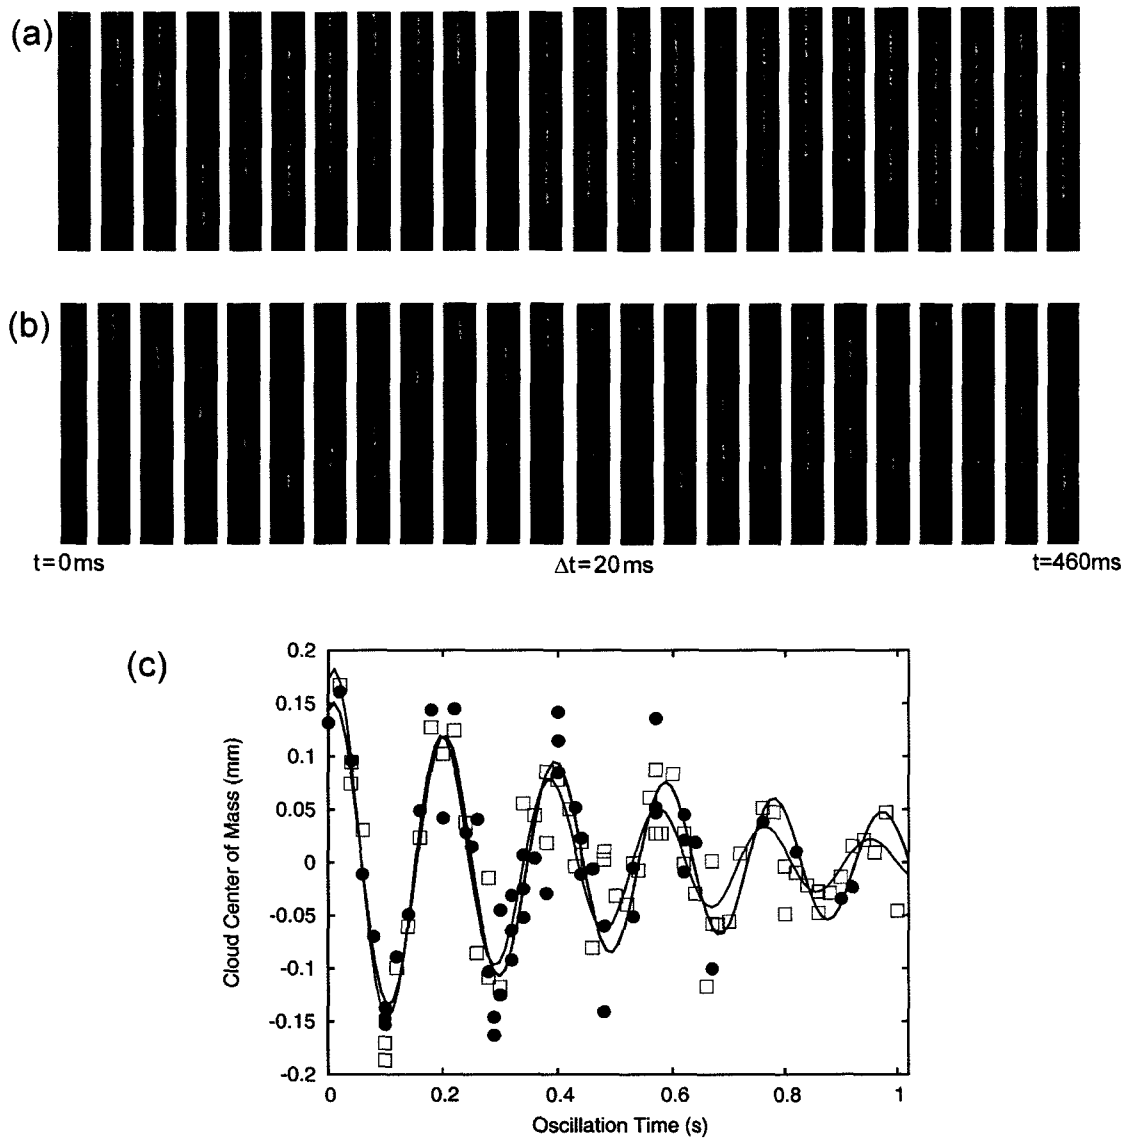 (a)
(b)
t=0ms Δt=20ms t=460ms
(c)
0.2
0.15
0.1
0.05
0
-0.05
-0.1
-0.15
-0.2
Cloud Center of Mass (mm)
0 0.2 0.4 0.6 0.8 1
Oscillation Time (s)